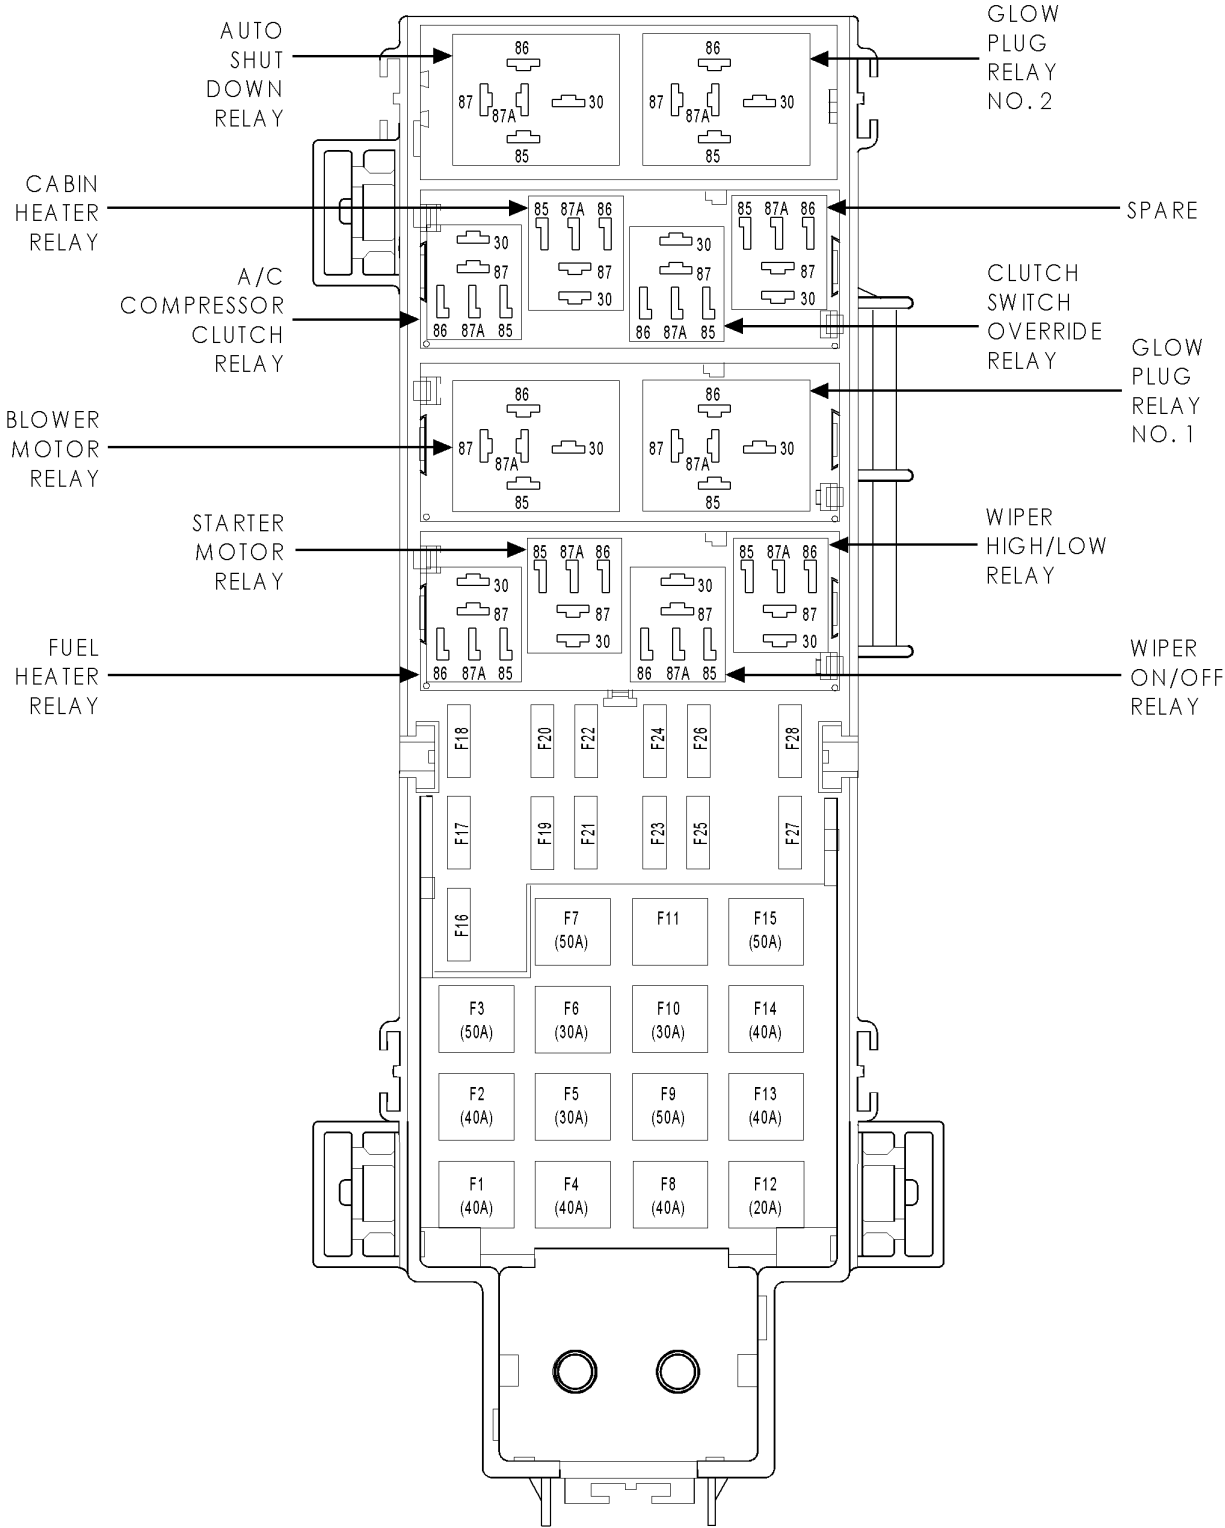 AUTO
SHUT
DOWN
RELAY
GLOW
PLUG
RELAY
NO. 2
86
87
87A
30
85
86
87
87A
30
85
CABIN
HEATER
RELAY
SPARE
85 87A 86
87
30
85 87A 86
87
30
A/C
COMPRESSOR
CLUTCH
RELAY
30
87
86 87A 85
30
87
86 87A 85
CLUTCH
SWITCH
OVERRIDE
RELAY
GLOW
PLUG
RELAY
NO. 1
BLOWER
MOTOR
RELAY
86
87
87A
30
85
86
87
87A
30
85
STARTER
MOTOR
RELAY
WIPER
HIGH/LOW
RELAY
85 87A 86
87
30
85 87A 86
87
30
FUEL
HEATER
RELAY
30
87
86 87A 85
30
87
86 87A 85
WIPER
ON/OFF
RELAY
F18 F20 F22 F24 F26 F28
F17 F19 F21 F23 F25 F27
F16
F7
(50A)
F11
F15
(50A)
F3
(50A)
F6
(30A)
F10
(30A)
F14
(40A)
F2
(40A)
F5
(30A)
F9
(50A)
F13
(40A)
F1
(40A)
F4
(40A)
F8
(40A)
F12
(20A)